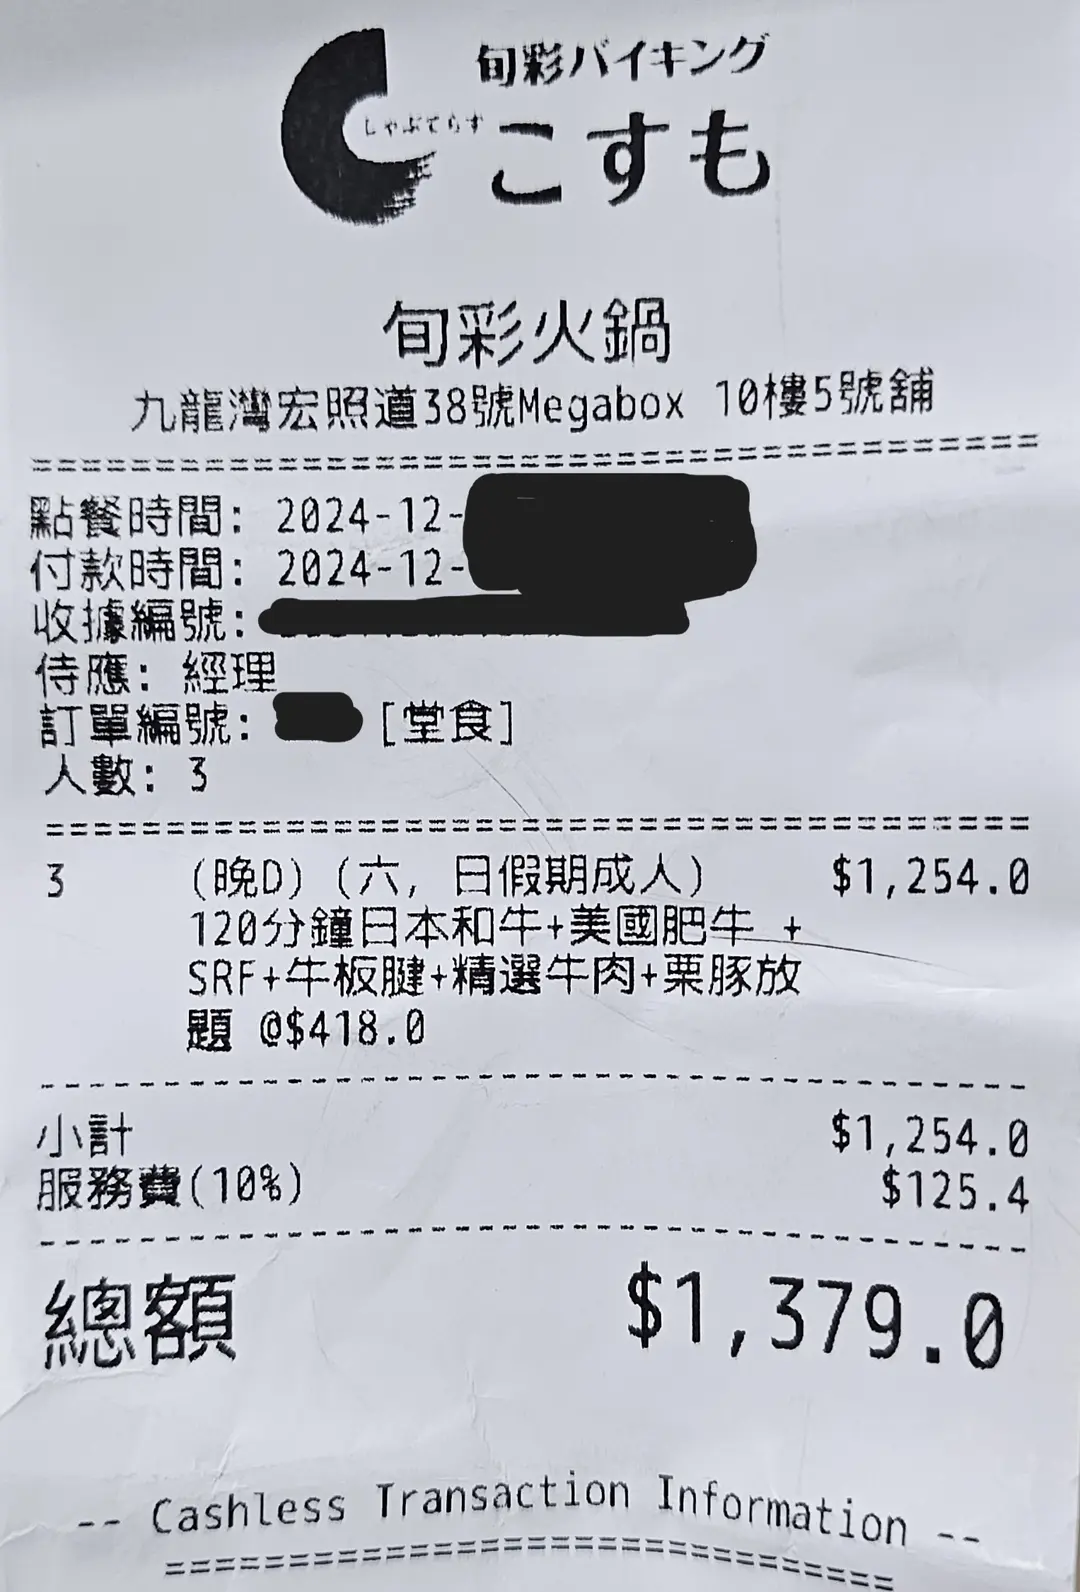 旬彩バイキング
しゃぶてらす
こすも
旬彩火鍋
九龍灣宏照道38號Megabox 10樓5號舖
===========================================
點餐時間: 2024-12-
付款時間: 2024-12-
收據編號:
侍應: 經理
訂單編號: [堂食]
人數: 3
===========================================
3 (晚D) (六, 日假期成人) $1,254.0
120分鐘日本和牛+美國肥牛 +
SRF+牛板腱+精選牛肉+栗豚放
題 @$418.0
-------------------------------------------
小計 $1,254.0
服務費(10%) $125.4
-------------------------------------------
總額 $1,379.0
-- Cashless Transaction Information --
==============================